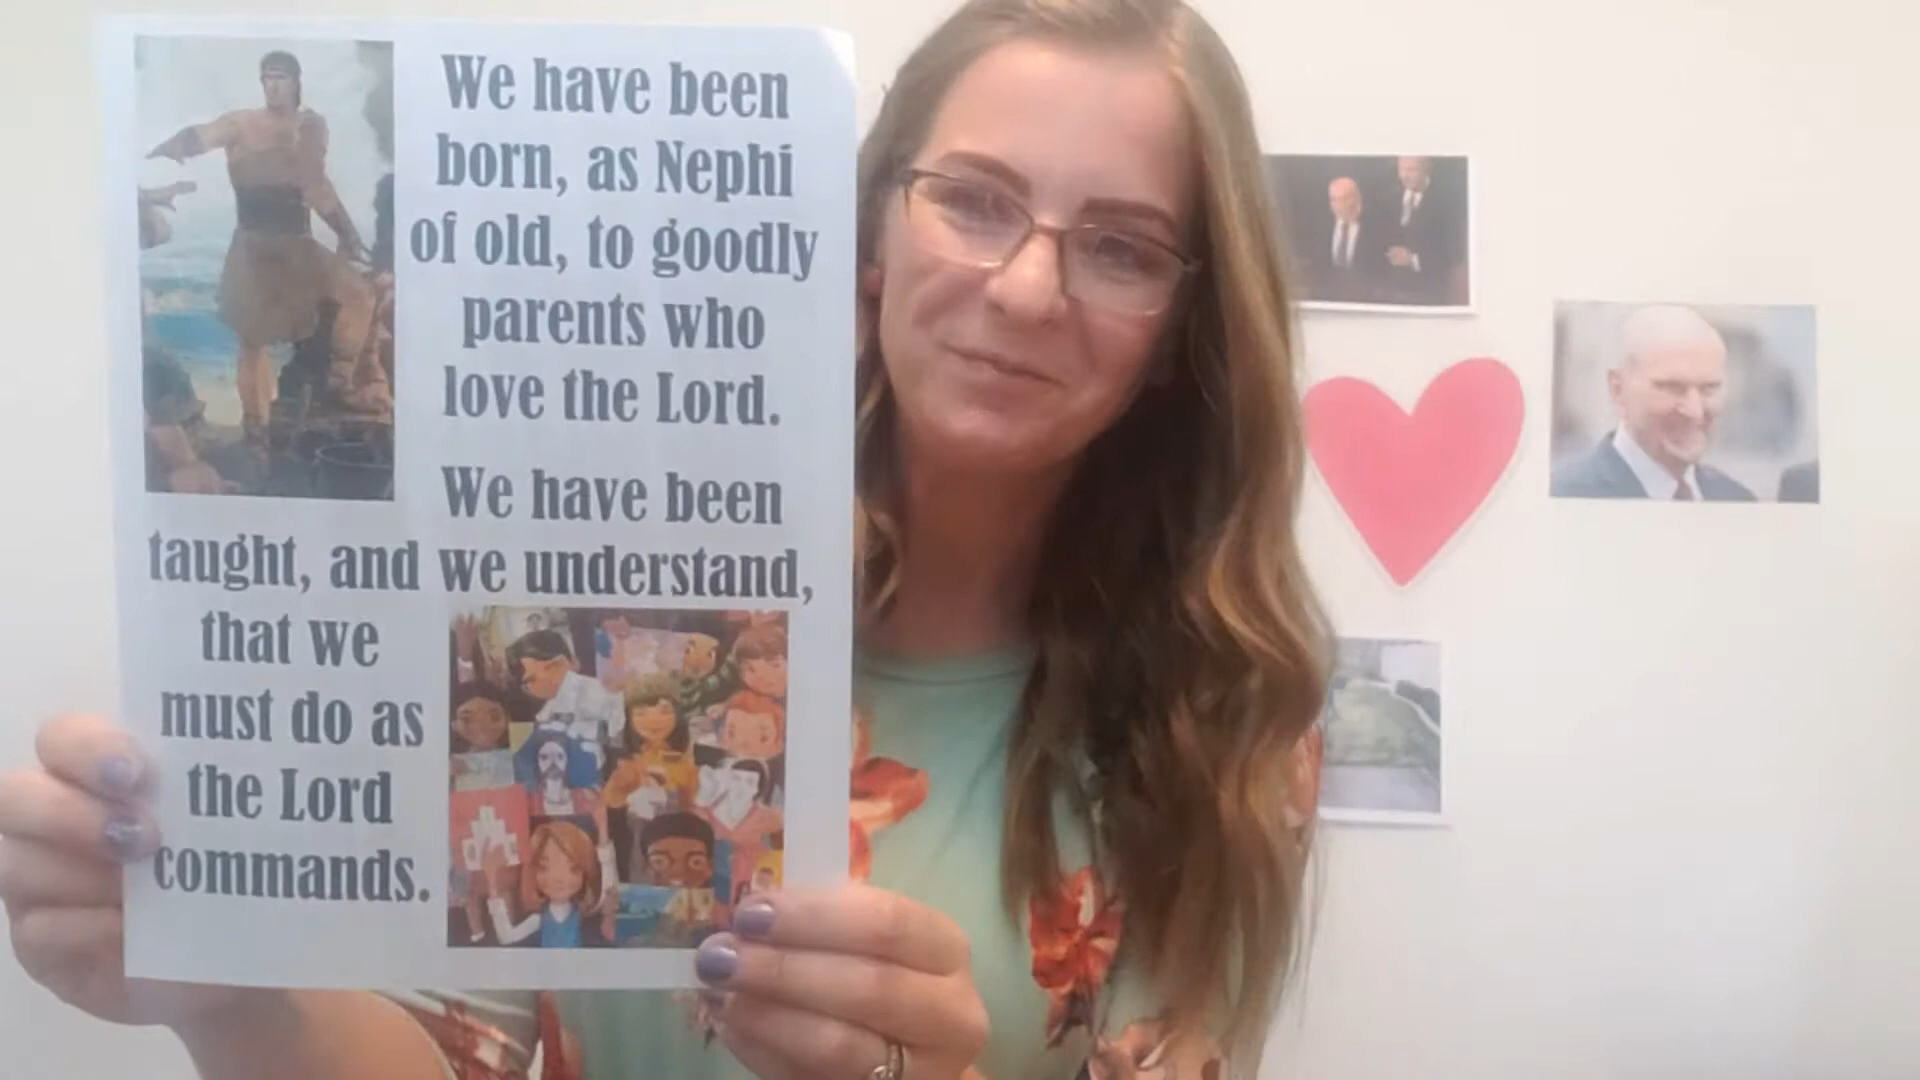 We have been
born, as Nephi
of old, to goodly
parents who
love the Lord.
We have been
taught, and we understand,
that we
must do as
the Lord
commands.